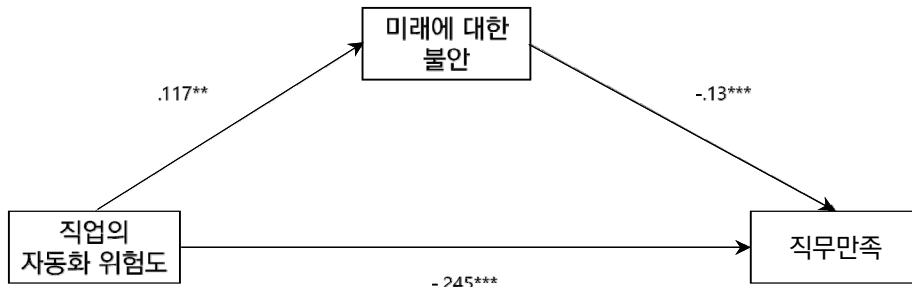 미래에 대한
불안
.117**
-.13***
직업의
자동화 위험도
직무만족
-.245***